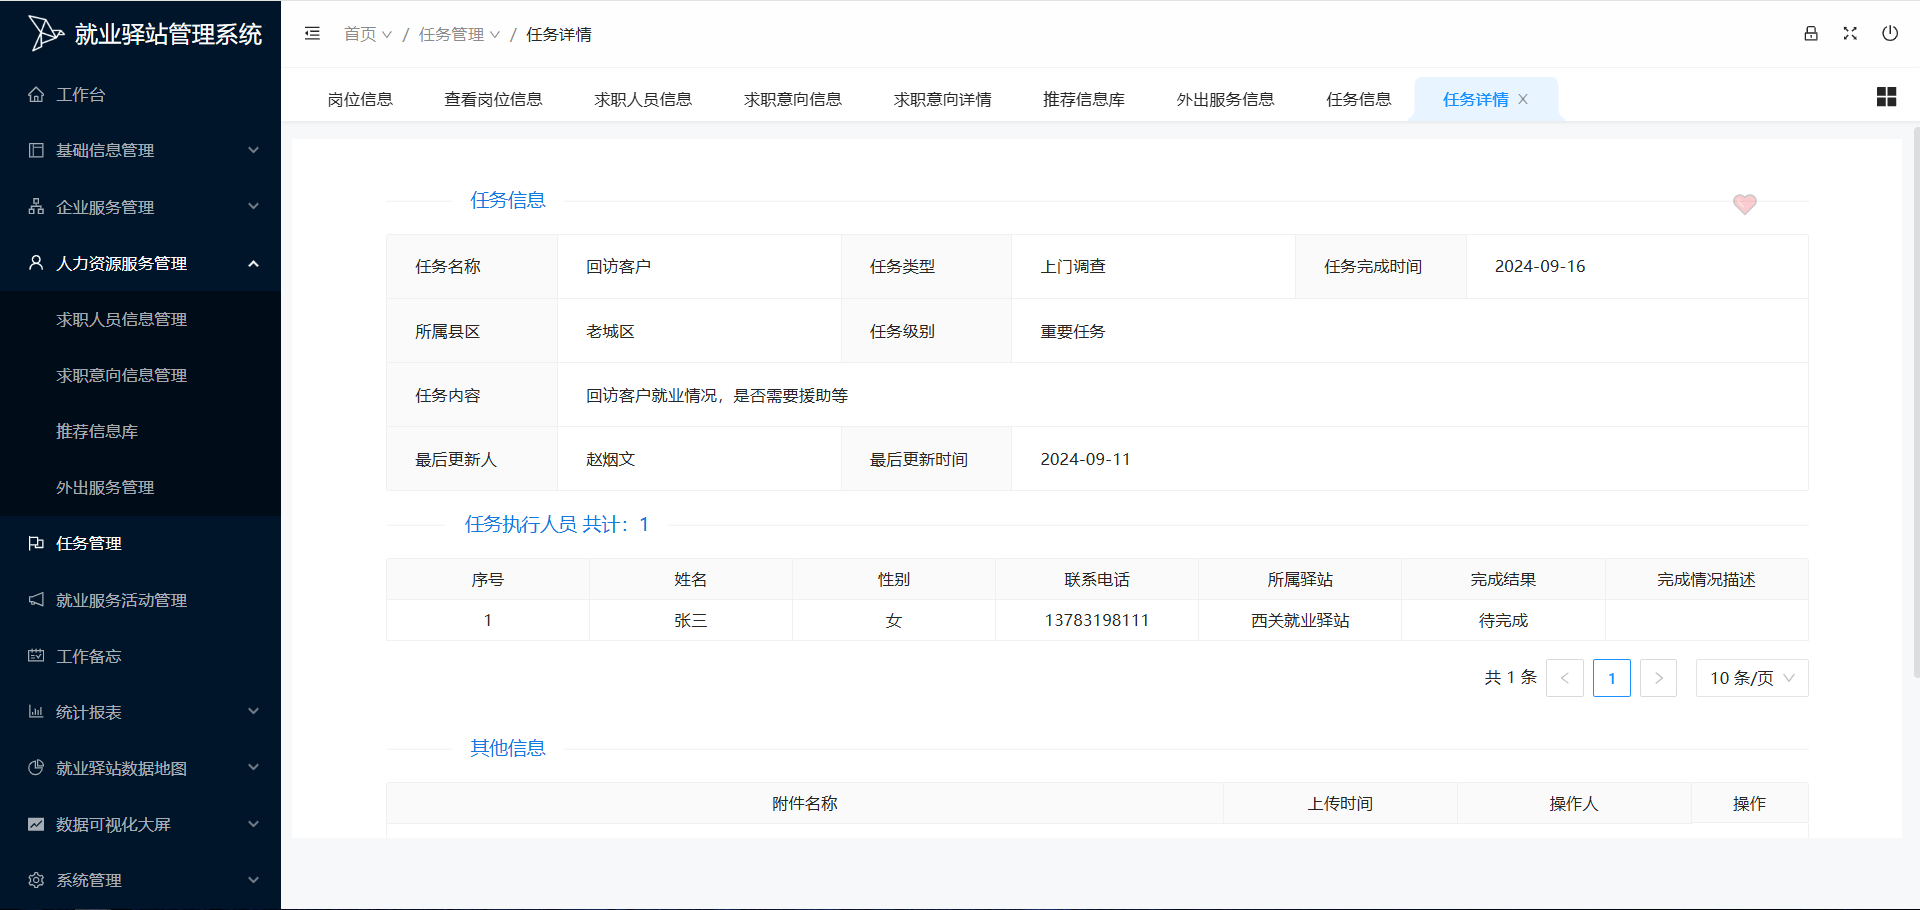 就业驿站管理系统
工作台
基础信息管理
企业服务管理
人力资源服务管理
求职人员信息管理
求职意向信息管理
推荐信息库
外出服务管理
任务管理
就业服务活动管理
工作备忘
统计报表
就业驿站数据地图
数据可视化大屏
系统管理
首页 / 任务管理 / 任务详情
岗位信息 查看岗位信息 求职人员信息 求职意向信息 求职意向详情 推荐信息库 外出服务信息 任务信息 任务详情
任务信息
任务名称 回访客户 任务类型 上门调查 任务完成时间 2024-09-16
所属县区 老城区 任务级别 重要任务
任务内容 回访客户就业情况，是否需要援助等
最后更新人 赵烟文 最后更新时间 2024-09-11
任务执行人员 共计：1
序号 姓名 性别 联系电话 所属驿站 完成结果 完成情况描述
1 张三 女 13783198111 西关就业驿站 待完成
共 1 条 < 1 > 10 条/页
其他信息
附件名称 上传时间 操作人 操作